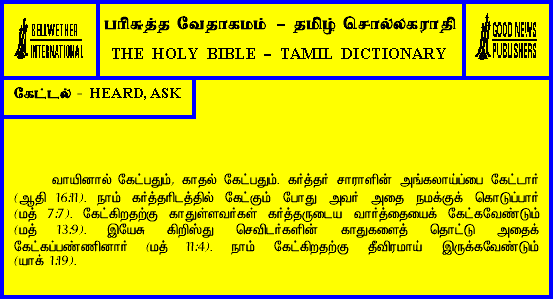 BELLWETHER
INTERNATIONAL
பரிசுத்த வேதாகமம் – தமிழ் சொல்லகராதி
THE HOLY BIBLE – TAMIL DICTIONARY
GOOD NEWS
PUBLISHERS
கேட்டல் - HEARD, ASK
வாயினால் கேட்பதும், காதல் கேட்பதும். கர்த்தர் சாராளின் அங்கலாய்ப்பை கேட்டார்
(ஆதி 16:11). நாம் கர்த்தரிடத்தில் கேட்கும் போது அவர் அதை நமக்குக் கொடுப்பார்
(மத் 7:7). கேட்கிறதற்கு காதுள்ளவர்கள் கர்த்தருடைய வார்த்தையைக் கேட்கவேண்டும்
(மத் 13:9). இயேசு கிறிஸ்து செவிடர்களின் காதுகளைத் தொட்டு அதைக்
கேட்கப்பண்ணினார் (மத் 11:4). நாம் கேட்கிறதற்கு தீவிரமாய் இருக்கவேண்டும்
(யாக் 1:19).